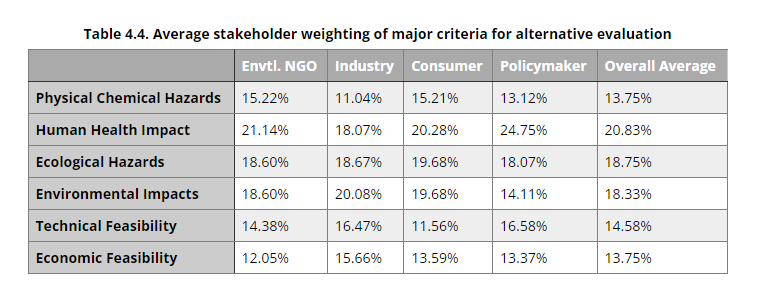 Table 4.4. Average stakeholder weighting of major criteria for alternative evaluation
Envtl. NGO Industry Consumer Policymaker Overall Average
Physical Chemical Hazards 15.22% 11.04% 15.21% 13.12% 13.75%
Human Health Impact 21.14% 18.07% 20.28% 24.75% 20.83%
Ecological Hazards 18.60% 18.67% 19.68% 18.07% 18.75%
Environmental Impacts 18.60% 20.08% 19.68% 14.11% 18.33%
Technical Feasibility 14.38% 16.47% 11.56% 16.58% 14.58%
Economic Feasibility 12.05% 15.66% 13.59% 13.37% 13.75%